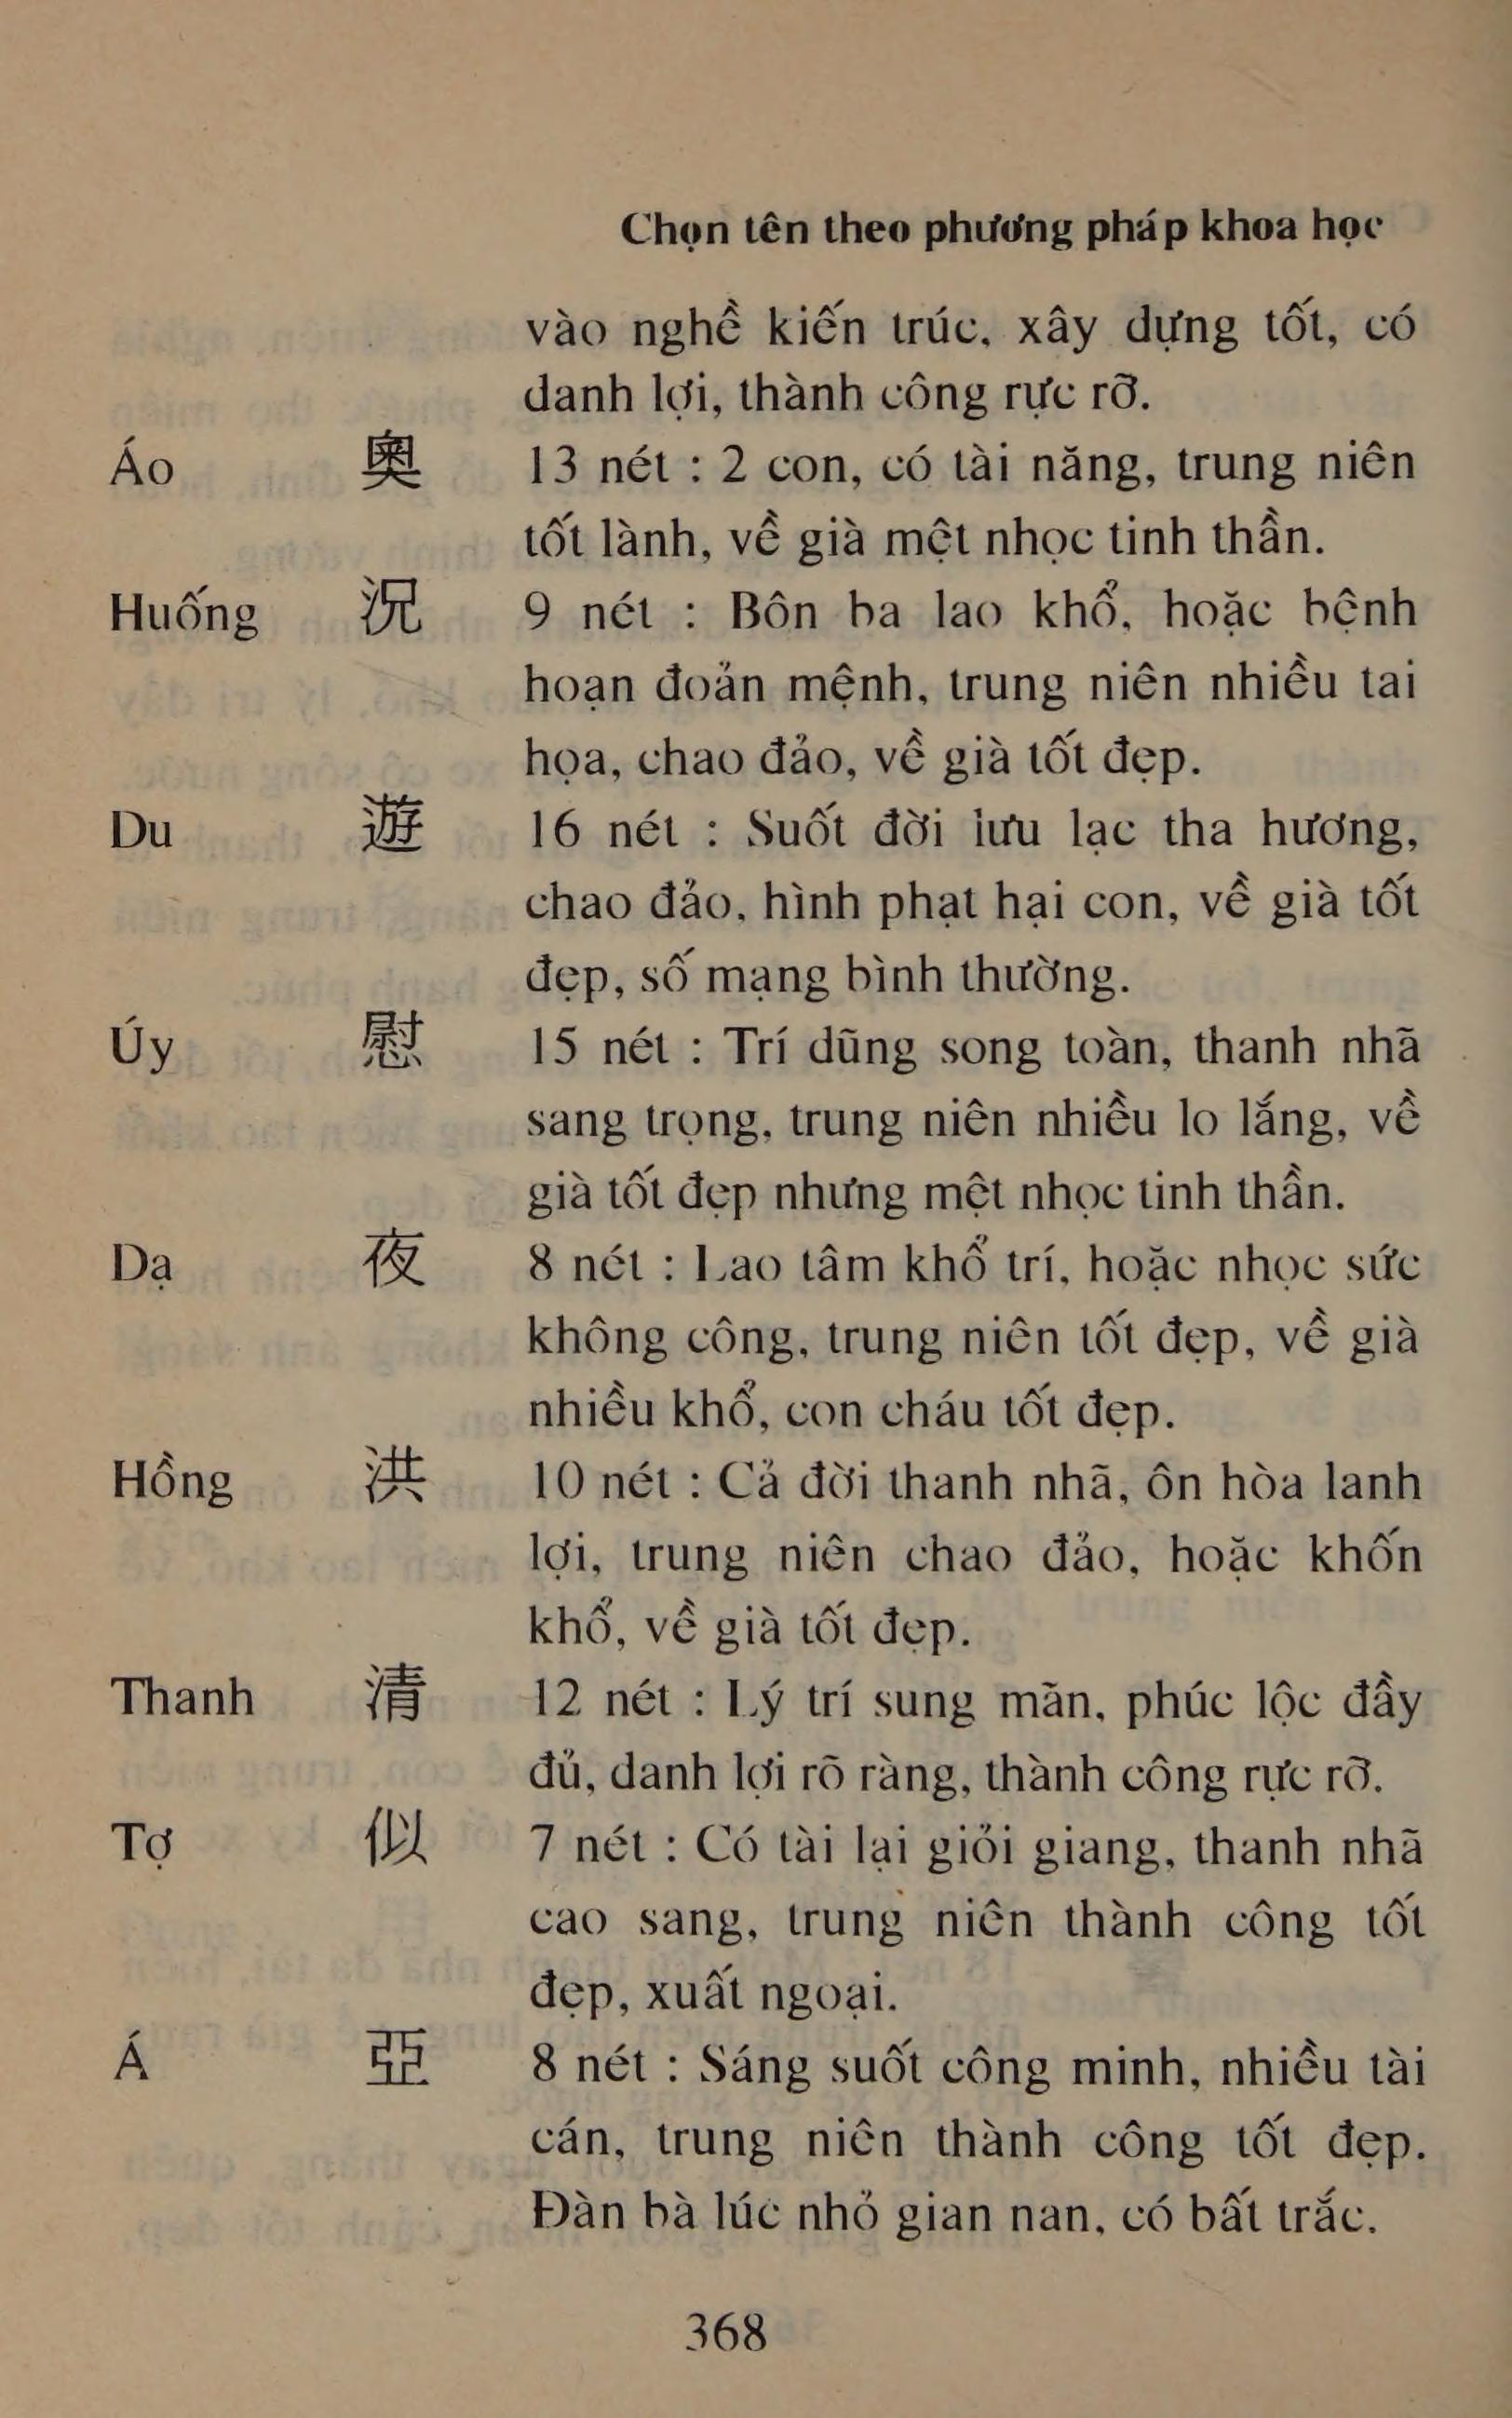 Chọn tên theo phương pháp khoa học
vào nghề kiến trúc, xây dựng tốt, có
danh lợi, thành công rực rỡ.
Áo 奥 13 nét : 2 con, có tài năng, trung niên
tốt lành, về già mệt nhọc tinh thần.
Huống 況 9 nét : Bôn ba lao khổ, hoặc bệnh
hoạn đoản mệnh, trung niên nhiều tai
họa, chao đảo, về già tốt đẹp.
Du 遊 16 nét : Suốt đời lưu lạc tha hương,
chao đảo, hình phạt hại con, về già tốt
đẹp, số mạng bình thường.
Úy 慰 15 nét : Trí dũng song toàn, thanh nhã
sang trọng, trung niên nhiều lo lắng, về
già tốt đẹp nhưng mệt nhọc tinh thần.
Dạ 夜 8 nét : Lao tâm khổ trí, hoặc nhọc sức
không công, trung niên tốt đẹp, về già
nhiều khổ, con cháu tốt đẹp.
Hồng 洪 10 nét : Cả đời thanh nhã, ôn hòa lanh
lợi, trung niên chao đảo, hoặc khốn
khổ, về già tốt đẹp.
Thanh 清 12 nét : Lý trí sung mãn, phúc lộc đầy
đủ, danh lợi rõ ràng, thành công rực rỡ.
Tợ 似 7 nét : Có tài lại giỏi giang, thanh nhã
cao sang, trung niên thành công tốt
đẹp, xuất ngoại.
Á 亞 8 nét : Sáng suốt công minh, nhiều tài
cán, trung niên thành công tốt đẹp.
Đàn bà lúc nhỏ gian nan, có bất trắc.
368